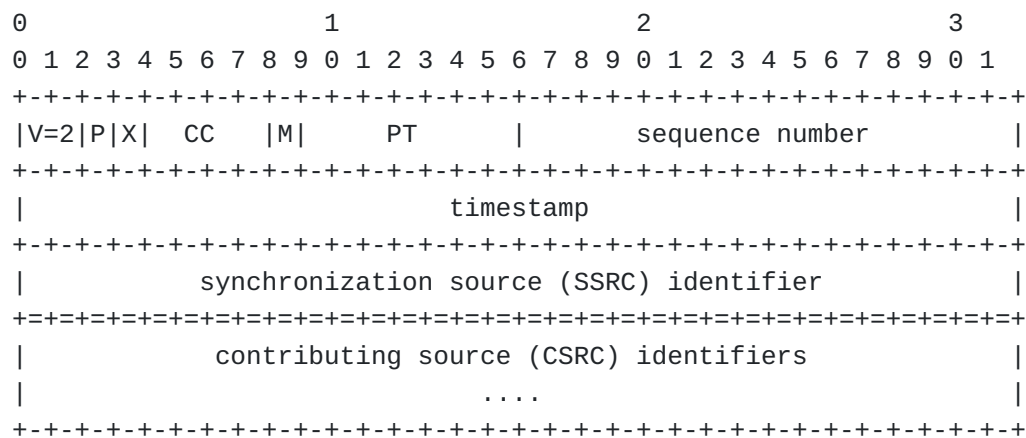 0                   1                   2                   3
0 1 2 3 4 5 6 7 8 9 0 1 2 3 4 5 6 7 8 9 0 1 2 3 4 5 6 7 8 9 0 1
+-+-+-+-+-+-+-+-+-+-+-+-+-+-+-+-+-+-+-+-+-+-+-+-+-+-+-+-+-+-+-+-+
|V=2|P|X|  CC   |M|     PT      |       sequence number         |
+-+-+-+-+-+-+-+-+-+-+-+-+-+-+-+-+-+-+-+-+-+-+-+-+-+-+-+-+-+-+-+-+
|                           timestamp                           |
+-+-+-+-+-+-+-+-+-+-+-+-+-+-+-+-+-+-+-+-+-+-+-+-+-+-+-+-+-+-+-+-+
|           synchronization source (SSRC) identifier            |
+=+=+=+=+=+=+=+=+=+=+=+=+=+=+=+=+=+=+=+=+=+=+=+=+=+=+=+=+=+=+=+=+
|            contributing source (CSRC) identifiers             |
|                             ....                              |
+-+-+-+-+-+-+-+-+-+-+-+-+-+-+-+-+-+-+-+-+-+-+-+-+-+-+-+-+-+-+-+-+